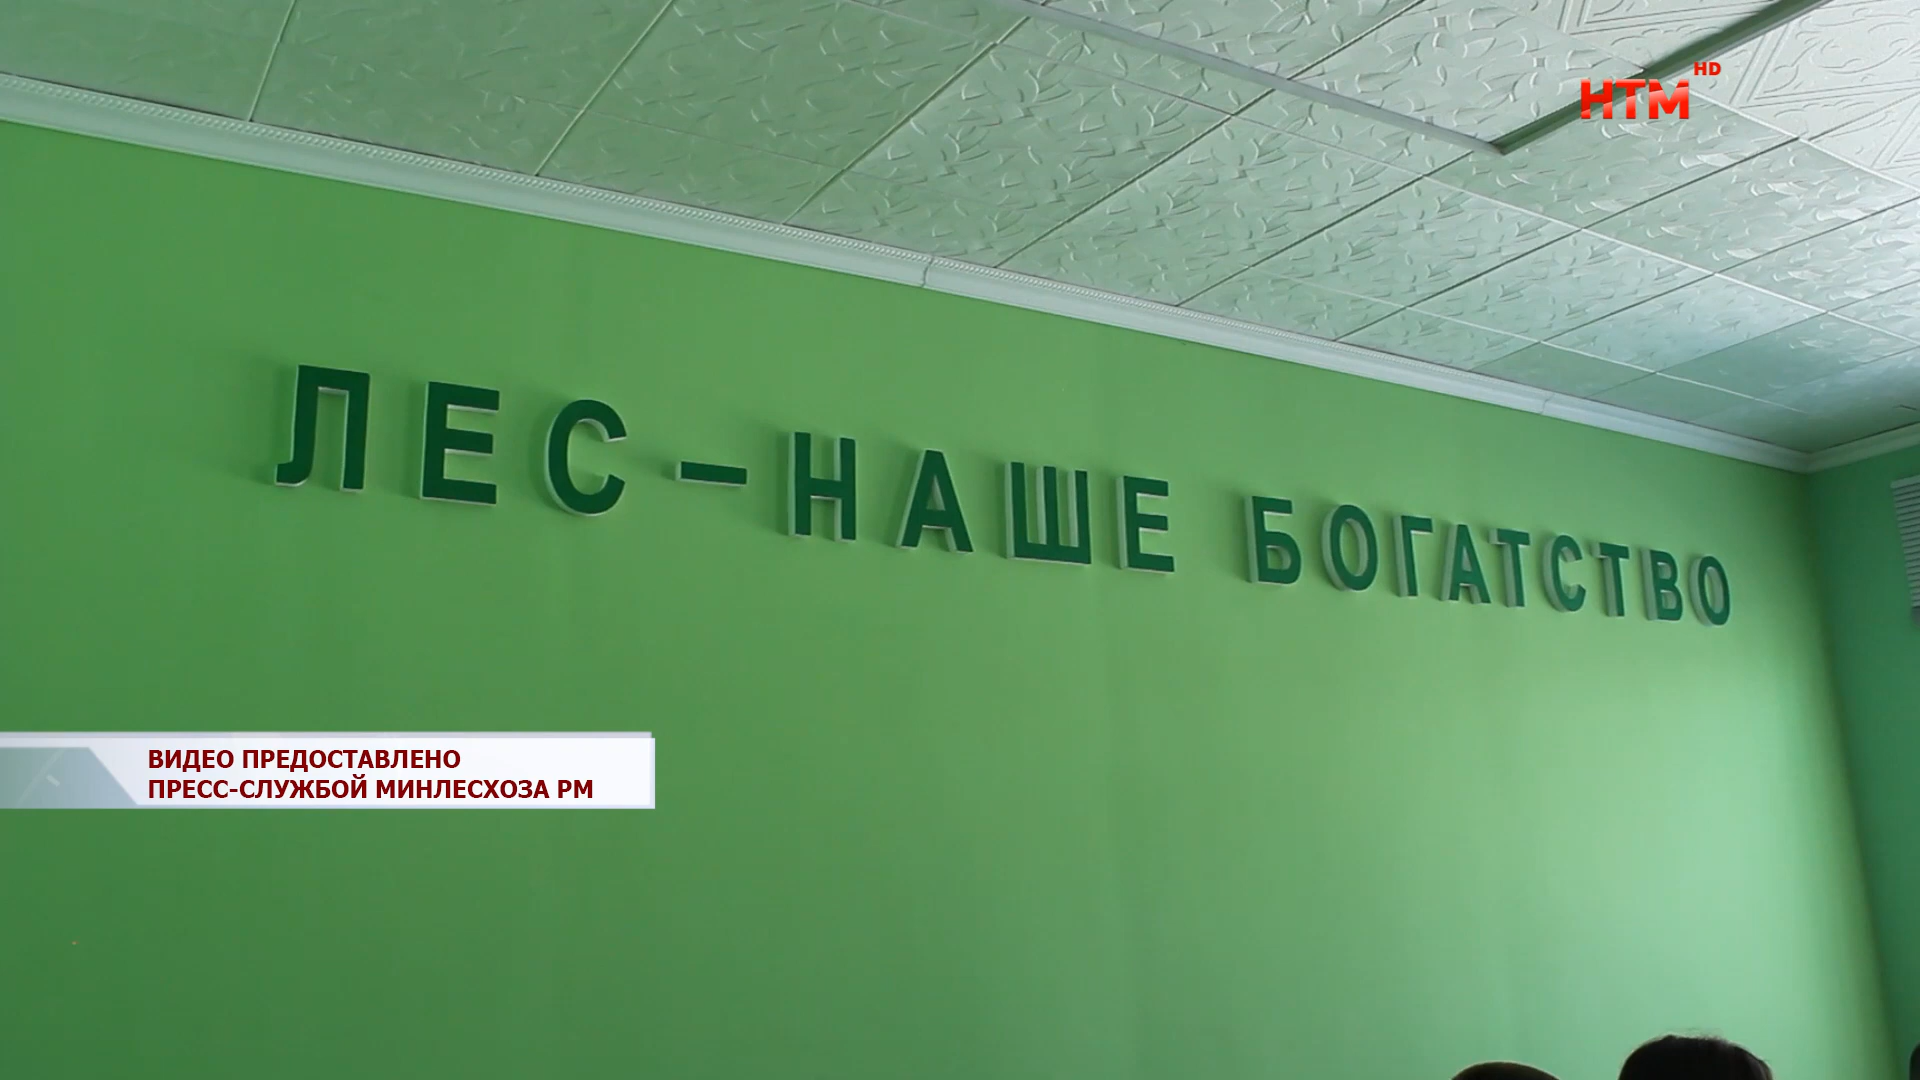 НТМ HD
ЛЕС – НАШЕ БОГАТСТВО
ВИДЕО ПРЕДОСТАВЛЕНО
ПРЕСС-СЛУЖБОЙ МИНЛЕСХОЗА РМ